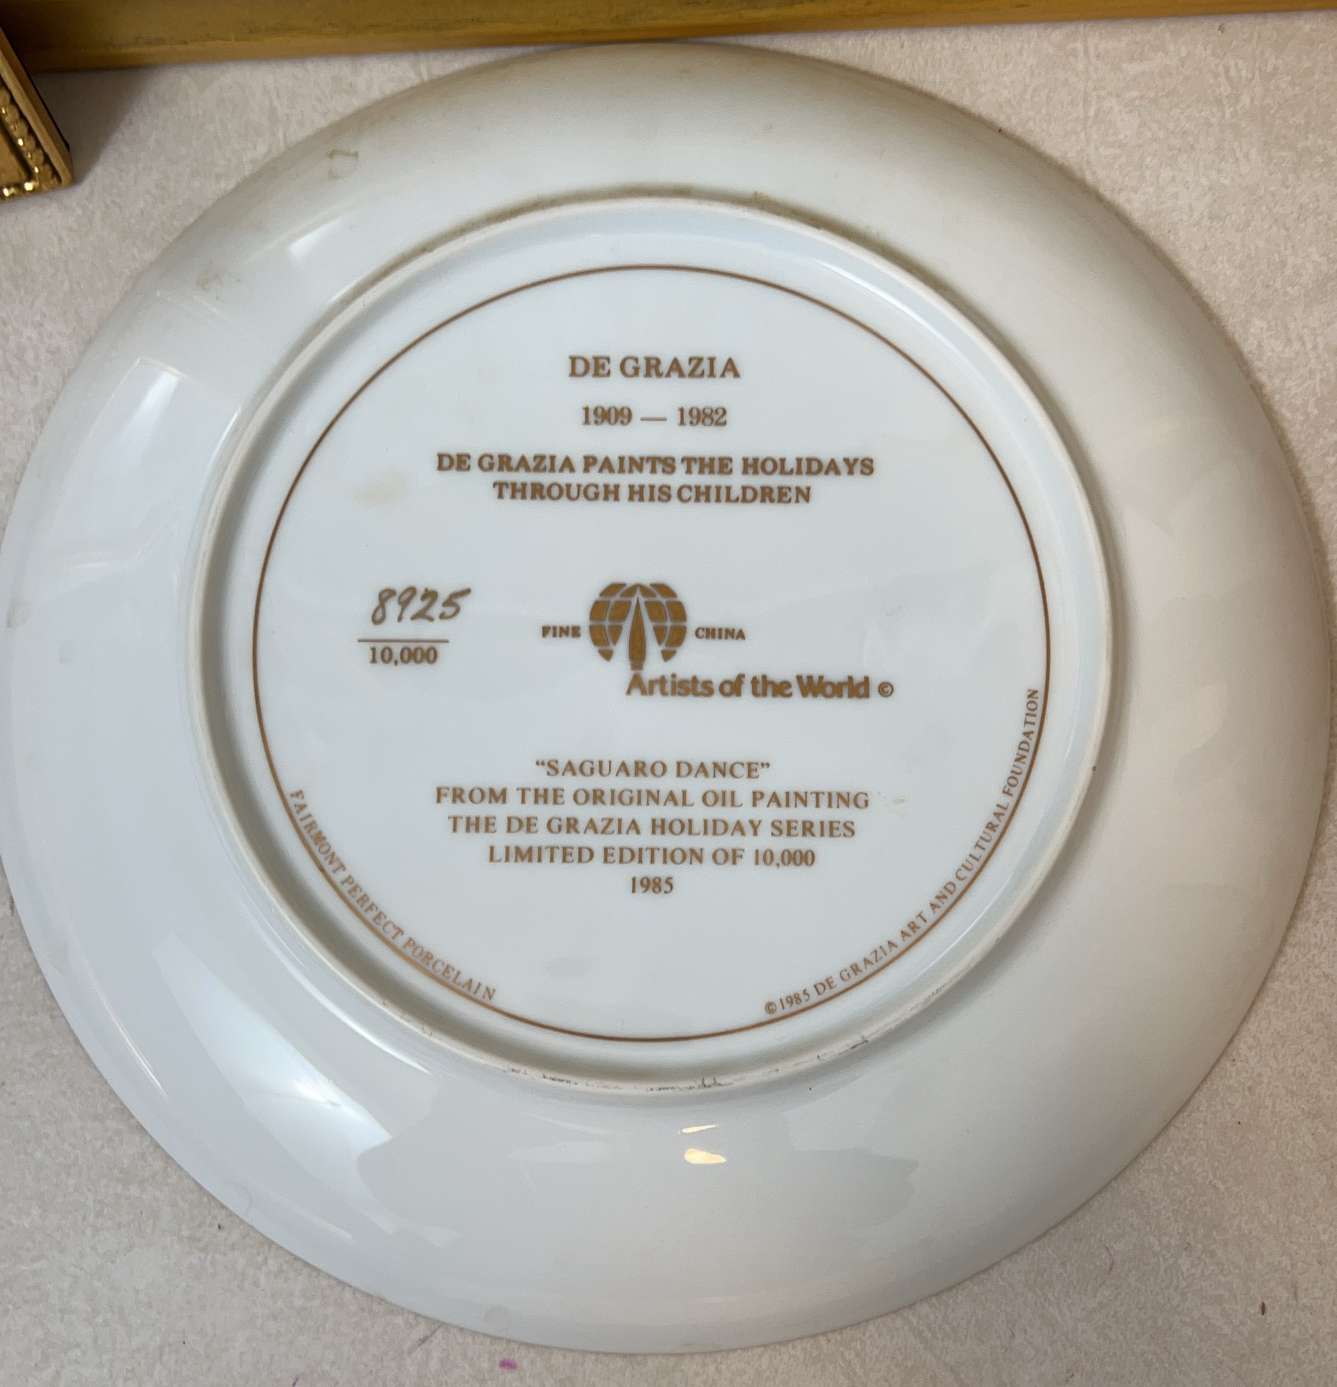 DE GRAZIA
1909 — 1982
DE GRAZIA PAINTS THE HOLIDAYS
THROUGH HIS CHILDREN
8925
10,000
FINE CHINA
Artists of the World ©
“SAGUARO DANCE”
FROM THE ORIGINAL OIL PAINTING
THE DE GRAZIA HOLIDAY SERIES
LIMITED EDITION OF 10,000
1985
FAIRMONT PERFECT PORCELAIN
©1985 DE GRAZIA ART AND CULTURAL FOUNDATION